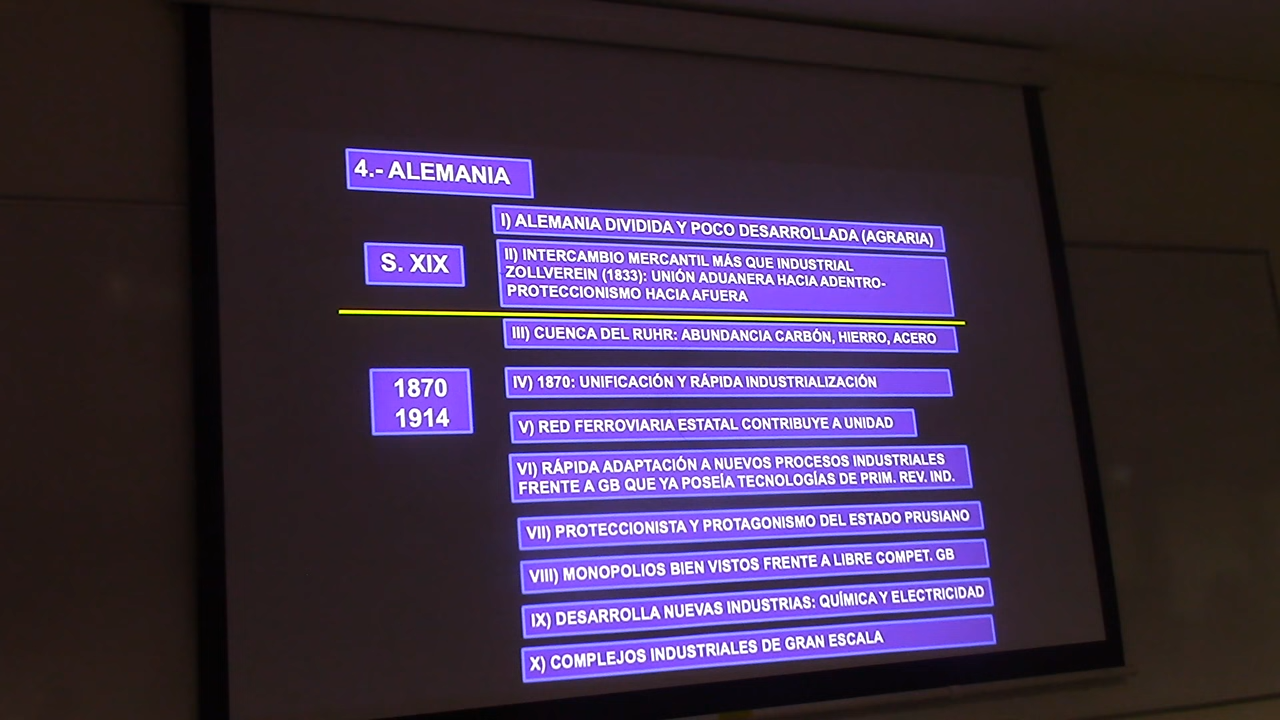 4.- ALEMANIA
I) ALEMANIA DIVIDIDA Y POCO DESARROLLADA (AGRARIA)
S. XIX
II) INTERCAMBIO MERCANTIL MÁS QUE INDUSTRIAL
ZOLLVEREIN (1833): UNIÓN ADUANERA HACIA ADENTRO-
PROTECCIONISMO HACIA AFUERA
III) CUENCA DEL RUHR: ABUNDANCIA CARBÓN, HIERRO, ACERO
1870
1914
IV) 1870: UNIFICACIÓN Y RÁPIDA INDUSTRIALIZACIÓN
V) RED FERROVIARIA ESTATAL CONTRIBUYE A UNIDAD
VI) RÁPIDA ADAPTACIÓN A NUEVOS PROCESOS INDUSTRIALES
FRENTE A GB QUE YA POSEÍA TECNOLOGÍAS DE PRIM. REV. IND.
VII) PROTECCIONISTA Y PROTAGONISMO DEL ESTADO PRUSIANO
VIII) MONOPOLIOS BIEN VISTOS FRENTE A LIBRE COMPET. GB
IX) DESARROLLA NUEVAS INDUSTRIAS: QUÍMICA Y ELECTRICIDAD
X) COMPLEJOS INDUSTRIALES DE GRAN ESCALA